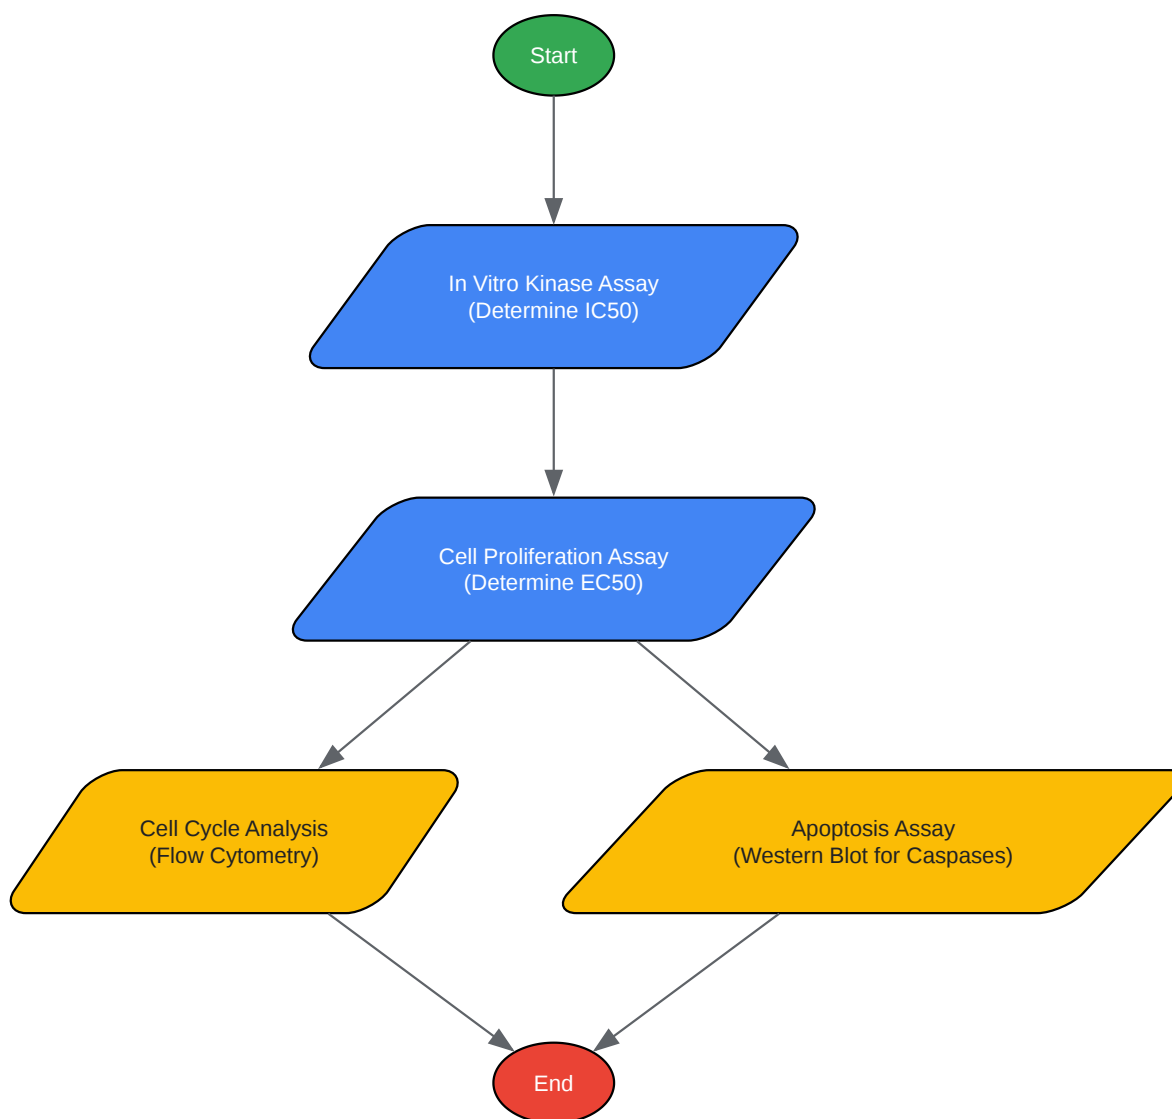 Start
In Vitro Kinase Assay
(Determine IC50)
Cell Proliferation Assay
(Determine EC50)
Cell Cycle Analysis
(Flow Cytometry)
Apoptosis Assay
(Western Blot for Caspases)
End